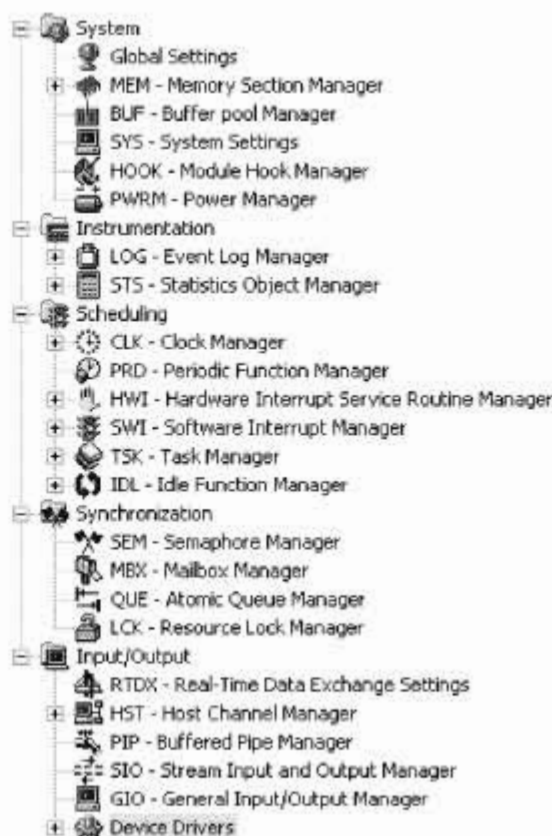 System
Global Settings
MEM - Memory Section Manager
BUF - Buffer pool Manager
SYS - System Settings
HOOK - Module Hook Manager
PWRM - Power Manager
Instrumentation
LOG - Event Log Manager
STS - Statistics Object Manager
Scheduling
CLK - Clock Manager
PRD - Periodic Function Manager
HWI - Hardware Interrupt Service Routine Manager
SWI - Software Interrupt Manager
TSK - Task Manager
IDL - Idle Function Manager
Synchronization
SEM - Semaphore Manager
MBX - Mailbox Manager
QUE - Atomic Queue Manager
LCK - Resource Lock Manager
Input/Output
RTDX - Real-Time Data Exchange Settings
HST - Host Channel Manager
PIP - Buffered Pipe Manager
SIO - Stream Input and Output Manager
GIO - General Input/Output Manager
Device Drivers